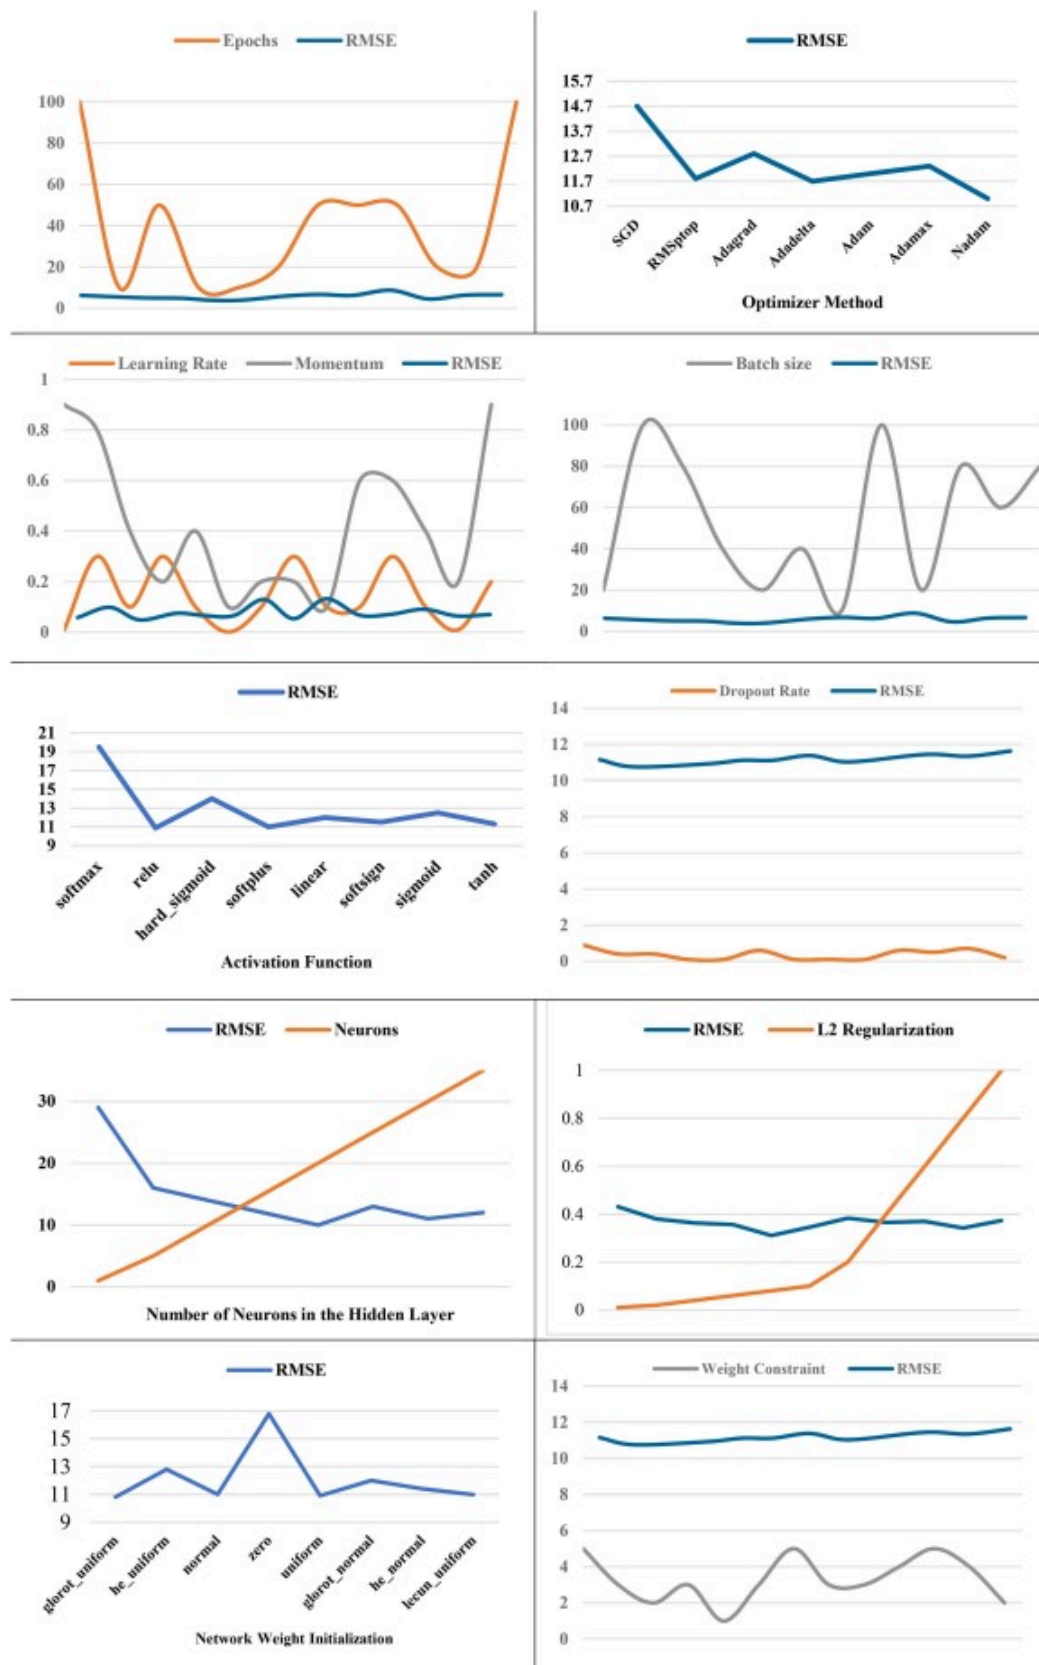 Epochs RMSE
100
80
60
40
20
0
RMSE
15.7
14.7
13.7
12.7
11.7
10.7
SGD
RMSptop
Adagrad
Adadelta
Adam
Adamax
Nadam
Optimizer Method
Learning Rate Momentum RMSE
1
0.8
0.6
0.4
0.2
0
Batch size RMSE
100
80
60
40
20
0
RMSE
21
19
17
15
13
11
9
softmax
relu
hard_sigmoid
softplus
linear
softsign
sigmoid
tanh
Activation Function
Dropout Rate RMSE
14
12
10
8
6
4
2
0
RMSE Neurons
30
20
10
0
Number of Neurons in the Hidden Layer
RMSE L2 Regularization
1
0.8
0.6
0.4
0.2
0
RMSE
17
15
13
11
9
glorot_uniform
he_uniform
normal
zero
uniform
glorot_normal
he_normal
lecun_uniform
Network Weight Initialization
Weight Constraint RMSE
14
12
10
8
6
4
2
0